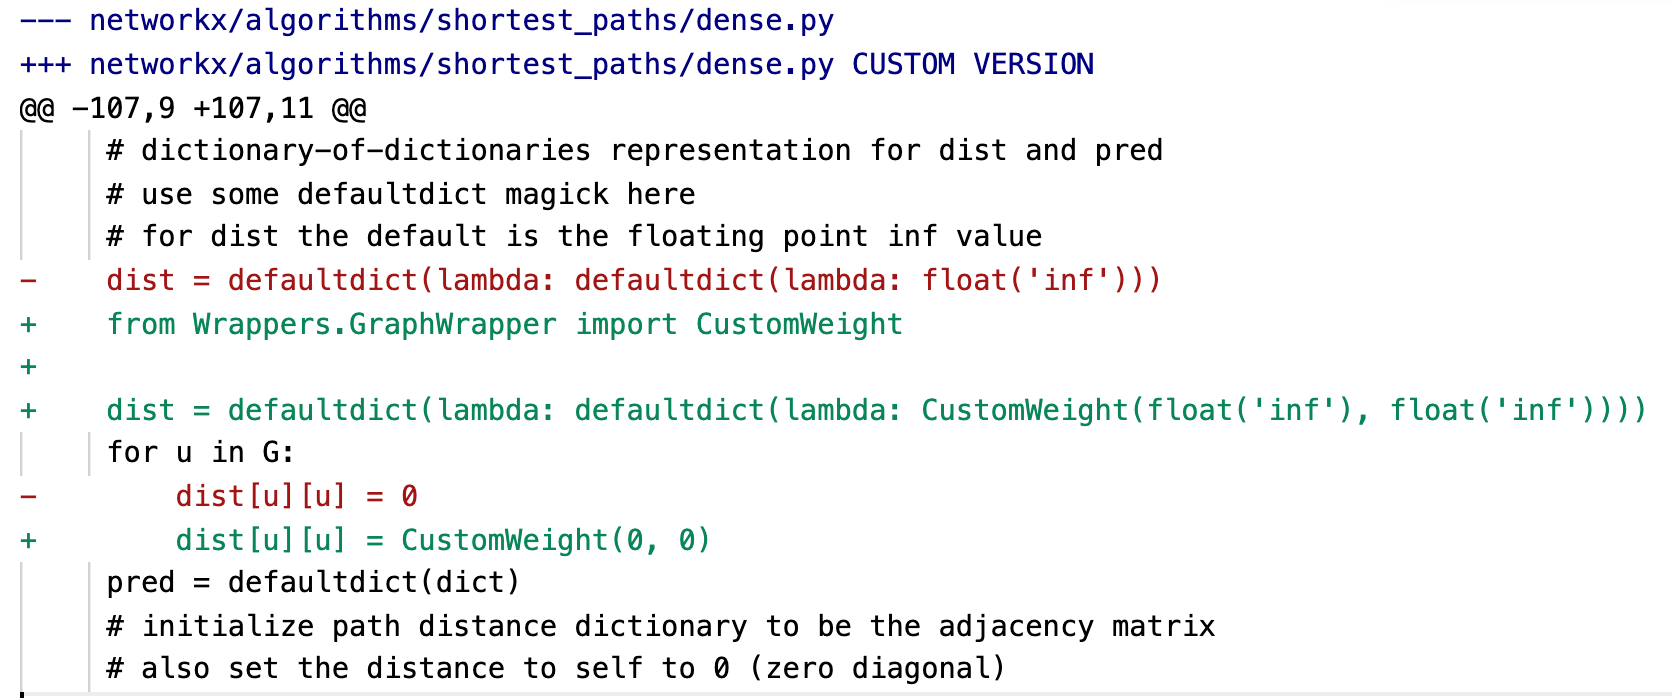 --- networkx/algorithms/shortest_paths/dense.py
+++ networkx/algorithms/shortest_paths/dense.py CUSTOM VERSION
@@ -107,9 +107,11 @@
     # dictionary-of-dictionaries representation for dist and pred
     # use some defaultdict magick here
     # for dist the default is the floating point inf value
-    dist = defaultdict(lambda: defaultdict(lambda: float('inf')))
+    from Wrappers.GraphWrapper import CustomWeight
+
+    dist = defaultdict(lambda: defaultdict(lambda: CustomWeight(float('inf'), float('inf'))))
     for u in G:
-        dist[u][u] = 0
+        dist[u][u] = CustomWeight(0, 0)
     pred = defaultdict(dict)
     # initialize path distance dictionary to be the adjacency matrix
     # also set the distance to self to 0 (zero diagonal)